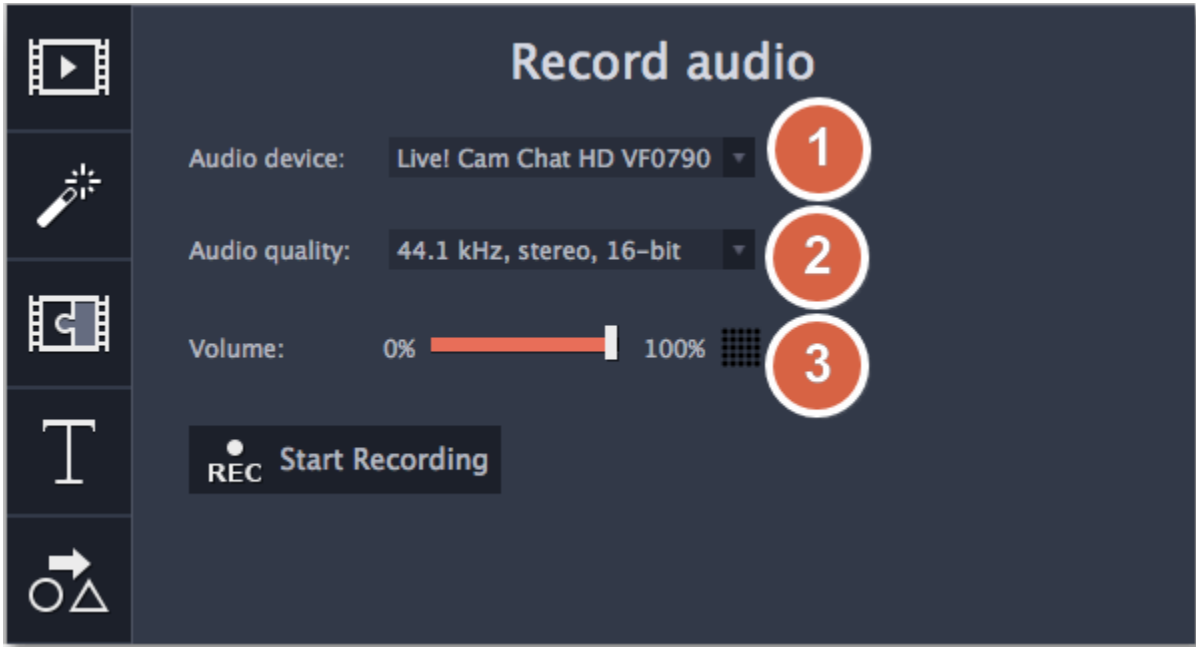 Record audio
Audio device: Live! Cam Chat HD VF0790 1
Audio quality: 44.1 kHz, stereo, 16-bit 2
Volume: 0% 100% 3
T
REC Start Recording